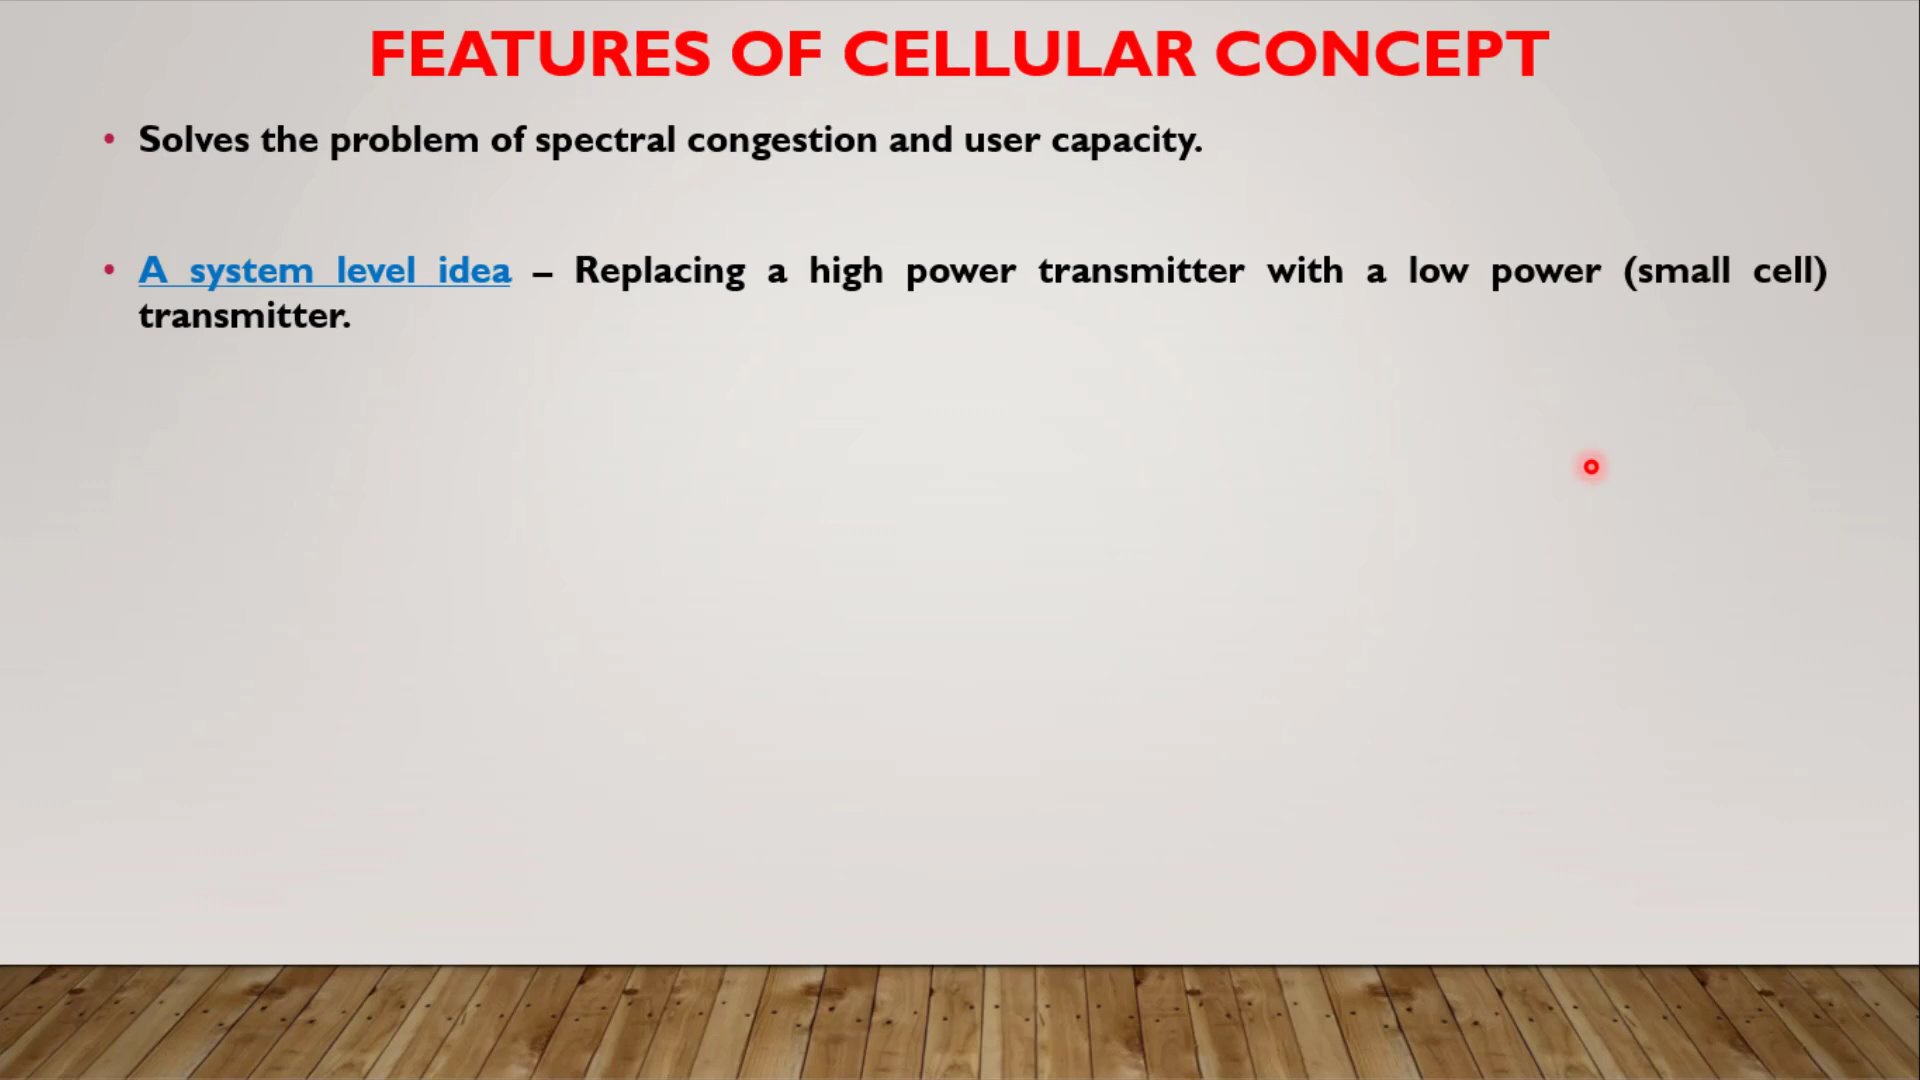 FEATURES OF CELLULAR CONCEPT
• Solves the problem of spectral congestion and user capacity.
• A system level idea – Replacing a high power transmitter with a low power (small cell)
transmitter.